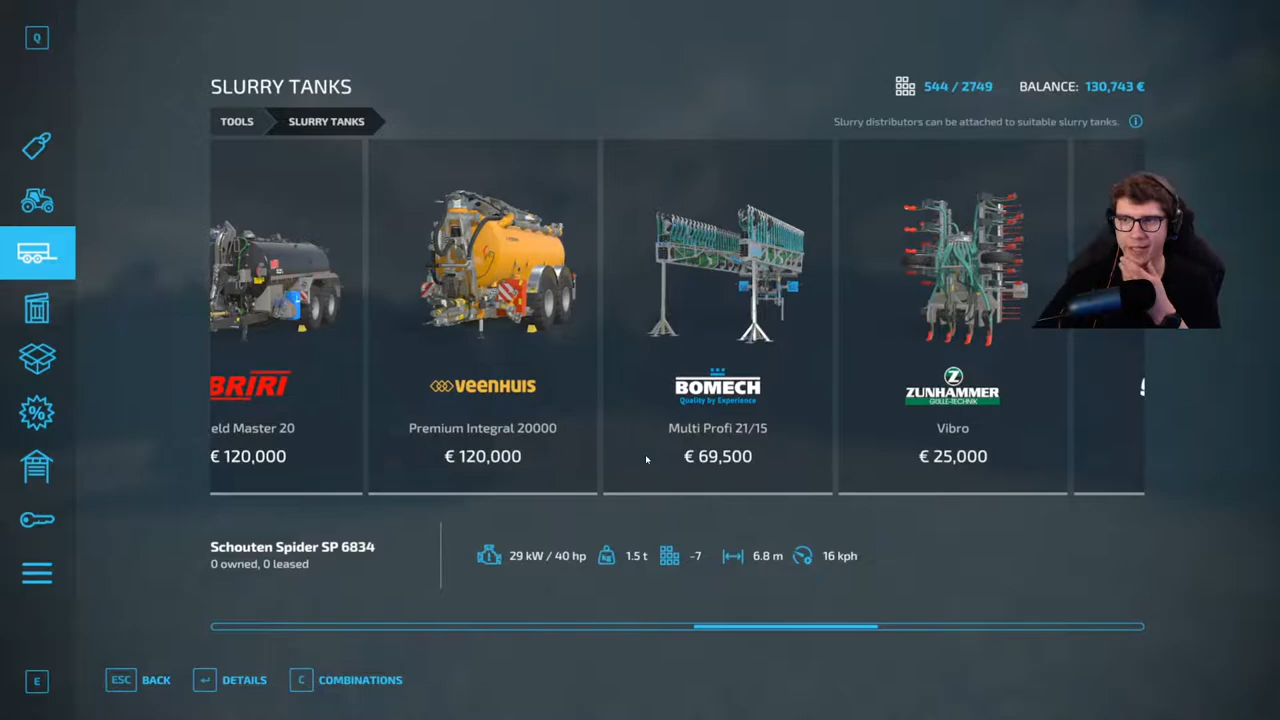 Q
SLURRY TANKS
544 / 2749
BALANCE: 130,743 €
TOOLS
SLURRY TANKS
Slurry distributors can be attached to suitable slurry tanks.
BRIRI
VEENHUIS
BOMECH
Quality by Experience
Z
ZUNHAMMER
GÜLLE-TECHNIK
eld Master 20
Premium Integral 20000
Multi Profi 21/15
Vibro
€ 120,000
€ 120,000
€ 69,500
€ 25,000
Schouten Spider SP 6834
0 owned, 0 leased
29 kW / 40 hp
1.5 t
-7
6.8 m
16 kph
E
ESC BACK
DETAILS
C COMBINATIONS